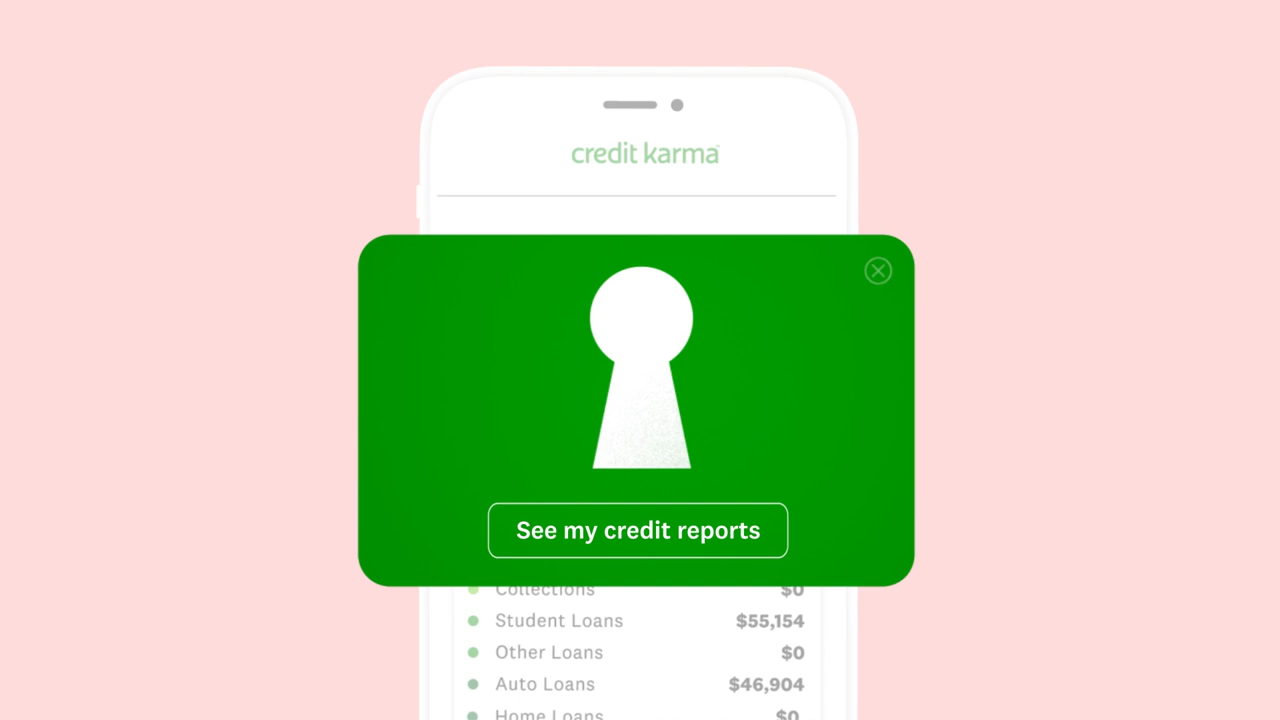 credit karma
See my credit reports
Collections $0
Student Loans $55,154
Other Loans $0
Auto Loans $46,904
Home Loans $0